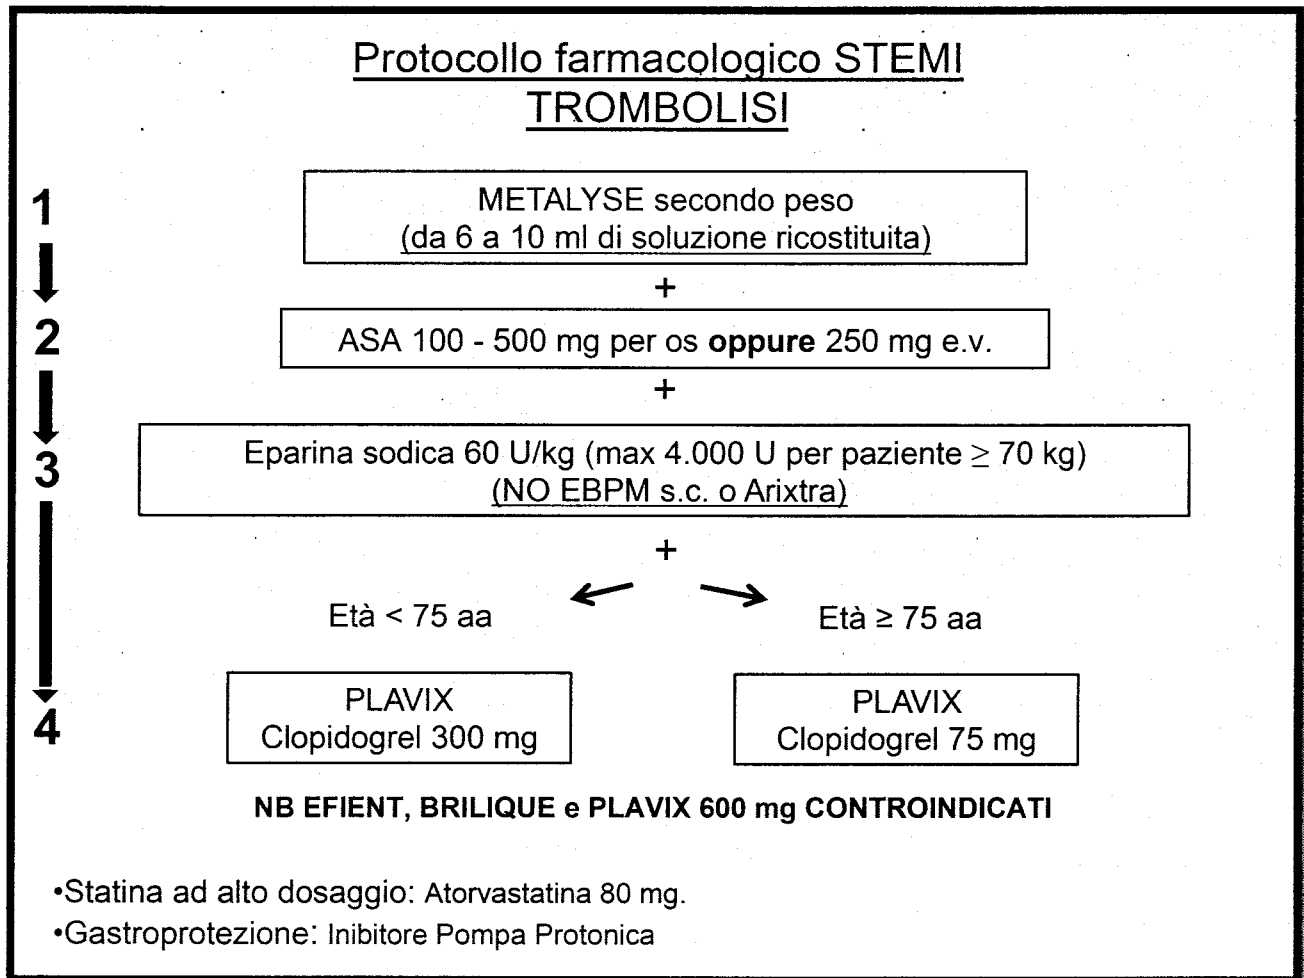 Protocollo farmacologico STEMI
TROMBOLISI
1
METALYSE secondo peso
(da 6 a 10 ml di soluzione ricostituita)
+
2
ASA 100 - 500 mg per os oppure 250 mg e.v.
+
3
Eparina sodica 60 U/kg (max 4.000 U per paziente ≥ 70 kg)
(NO EBPM s.c. o Arixtra)
+
Età < 75 aa
Età ≥ 75 aa
4
PLAVIX
Clopidogrel 300 mg
PLAVIX
Clopidogrel 75 mg
NB EFIENT, BRILIQUE e PLAVIX 600 mg CONTROINDICATI
•Statina ad alto dosaggio: Atorvastatina 80 mg.
•Gastroprotezione: Inibitore Pompa Protonica